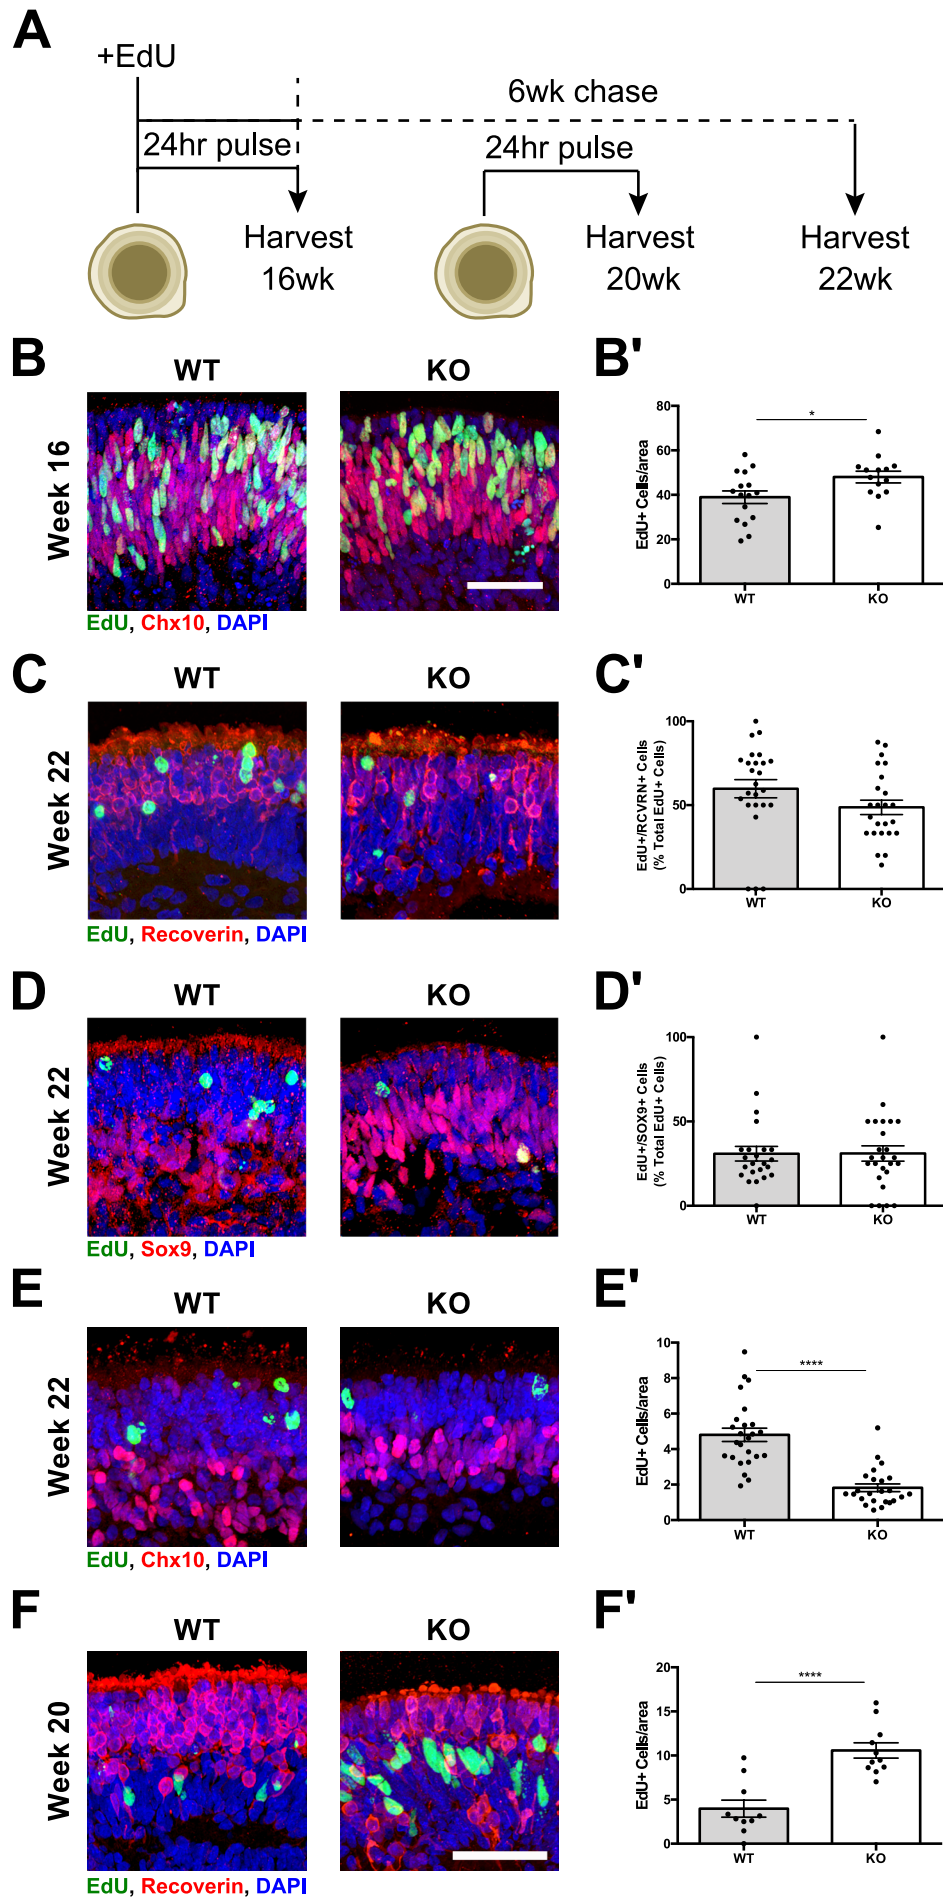 A
+EdU
6wk chase
24hr pulse
24hr pulse
Harvest
16wk
Harvest
20wk
Harvest
22wk
B
WT
KO
B'
Week 16
EdU+ Cells/area
80
60
40
20
0
*
WT
KO
EdU, Chx10, DAPI
C
WT
KO
C'
Week 22
EdU+/RCVRN+ Cells
(% Total EdU+ Cells)
100
50
0
WT
KO
EdU, Recoverin, DAPI
D
WT
KO
D'
Week 22
EdU+/SOX9+ Cells
(% Total EdU+ Cells)
100
50
0
WT
KO
EdU, Sox9, DAPI
E
WT
KO
E'
Week 22
EdU+ Cells/area
10
8
6
4
2
0
****
WT
KO
EdU, Chx10, DAPI
F
WT
KO
F'
Week 20
EdU+ Cells/area
20
15
10
5
0
****
WT
KO
EdU, Recoverin, DAPI